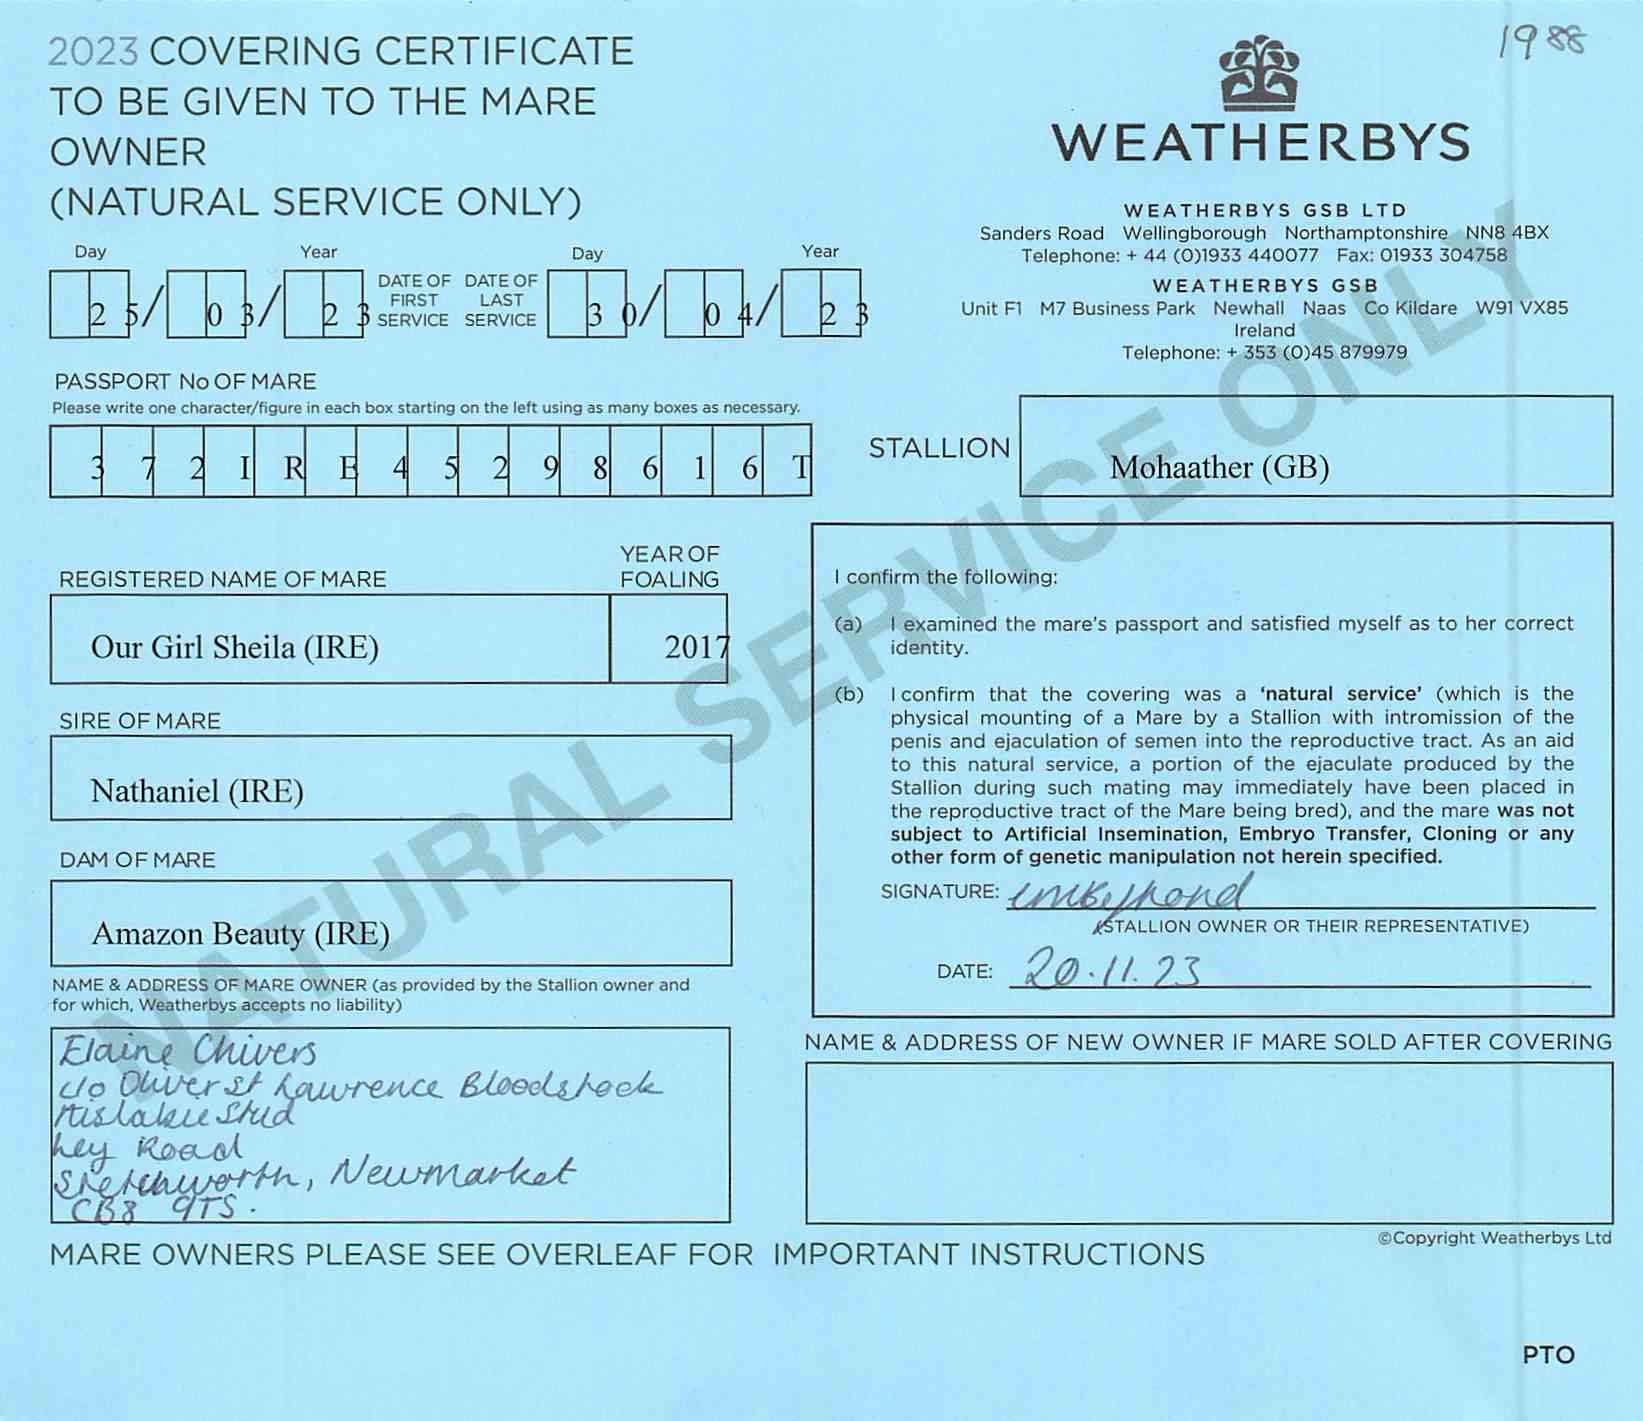 1988
2023 COVERING CERTIFICATE
TO BE GIVEN TO THE MARE
OWNER
(NATURAL SERVICE ONLY)
WEATHERBYS
WEATHERBYS GSB LTD
Sanders Road Wellingborough Northamptonshire NN8 4BX
Telephone: + 44 (0)1933 440077 Fax: 01933 304758
WEATHERBYS GSB
Unit F1 M7 Business Park Newhall Naas Co Kildare W91 VX85
Ireland
Telephone: + 353 (0)45 879979
Day Year Day Year
25/03/23 DATE OF FIRST SERVICE DATE OF LAST SERVICE 30/04/23
PASSPORT No OF MARE
Please write one character/figure in each box starting on the left using as many boxes as necessary.
372IRE45298616T
STALLION Mohaather (GB)
REGISTERED NAME OF MARE
YEAR OF
FOALING
Our Girl Sheila (IRE) 2017
SIRE OF MARE
Nathaniel (IRE)
DAM OF MARE
Amazon Beauty (IRE)
NAME & ADDRESS OF MARE OWNER (as provided by the Stallion owner and
for which, Weatherbys accepts no liability)
Elaine Chivers
c/o Oliver St Lawrence Bloodstock
Stud
Road
Stetchworth, Newmarket
CB8 9TS.
I confirm the following:
(a) I examined the mare's passport and satisfied myself as to her correct
identity.
(b) I confirm that the covering was a 'natural service' (which is the
physical mounting of a Mare by a Stallion with intromission of the
penis and ejaculation of semen into the reproductive tract. As an aid
to this natural service, a portion of the ejaculate produced by the
Stallion during such mating may immediately have been placed in
the reproductive tract of the Mare being bred), and the mare was not
subject to Artificial Insemination, Embryo Transfer, Cloning or any
other form of genetic manipulation not herein specified.
SIGNATURE:
(STALLION OWNER OR THEIR REPRESENTATIVE)
DATE: 20.11.23
NAME & ADDRESS OF NEW OWNER IF MARE SOLD AFTER COVERING
©Copyright Weatherbys Ltd
MARE OWNERS PLEASE SEE OVERLEAF FOR IMPORTANT INSTRUCTIONS
PTO
NATURAL SERVICE ONLY